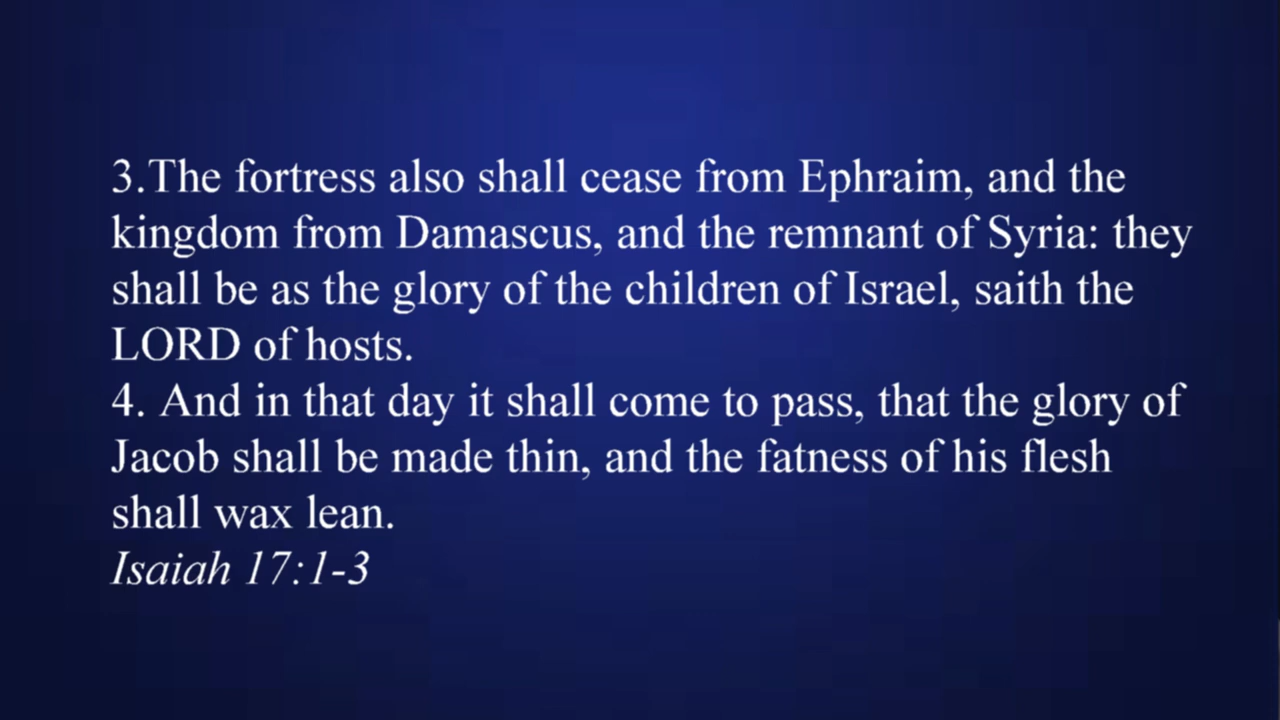 3.The fortress also shall cease from Ephraim, and the
kingdom from Damascus, and the remnant of Syria: they
shall be as the glory of the children of Israel, saith the
LORD of hosts.
4. And in that day it shall come to pass, that the glory of
Jacob shall be made thin, and the fatness of his flesh
shall wax lean.
Isaiah 17:1-3